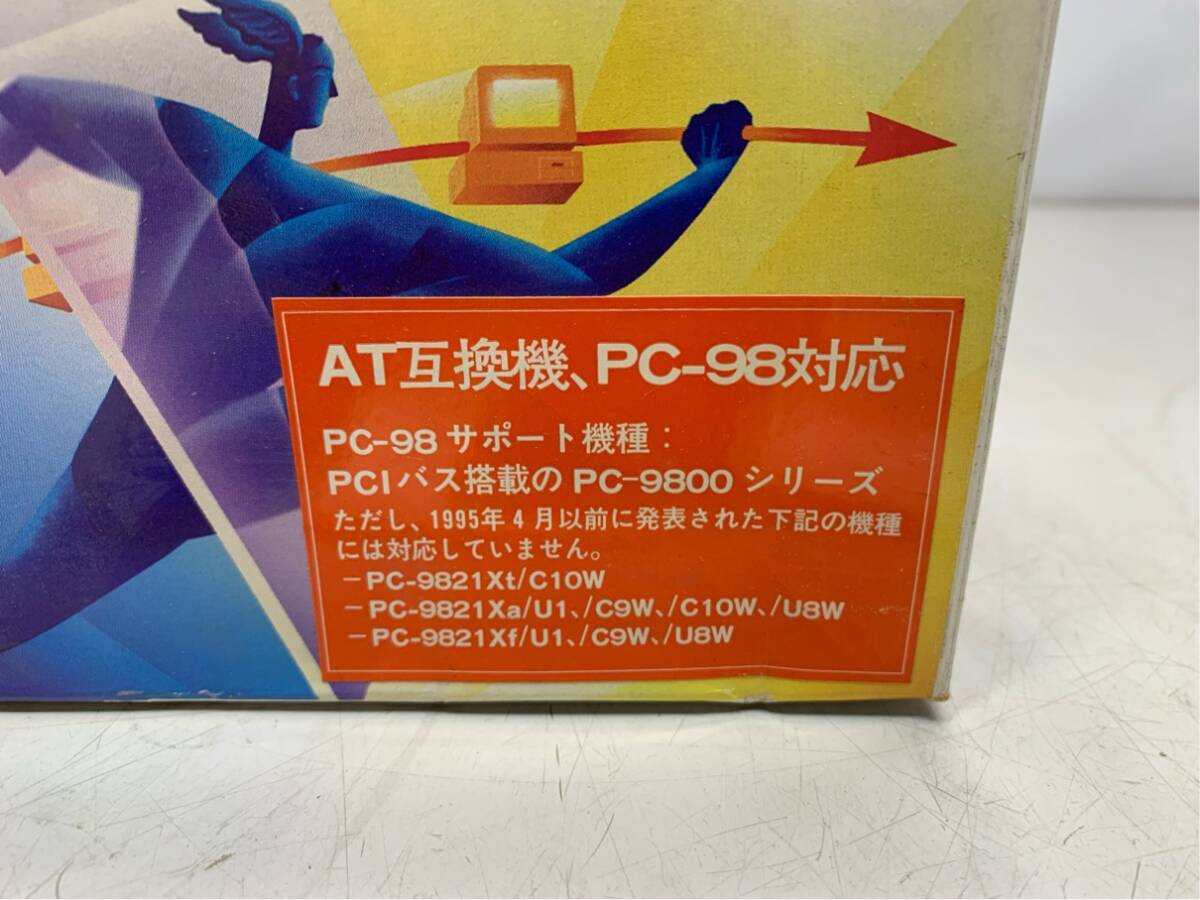 AT互換機、PC-98対応
PC-98 サポート機種：
PCIバス搭載の PC-9800 シリーズ
ただし、1995年 4 月以前に発表された下記の機種
には対応していません。
－PC-9821Xt/C10W
－PC-9821Xa/U1、/C9W、/C10W、/U8W
－PC-9821Xf/U1、/C9W、/U8W